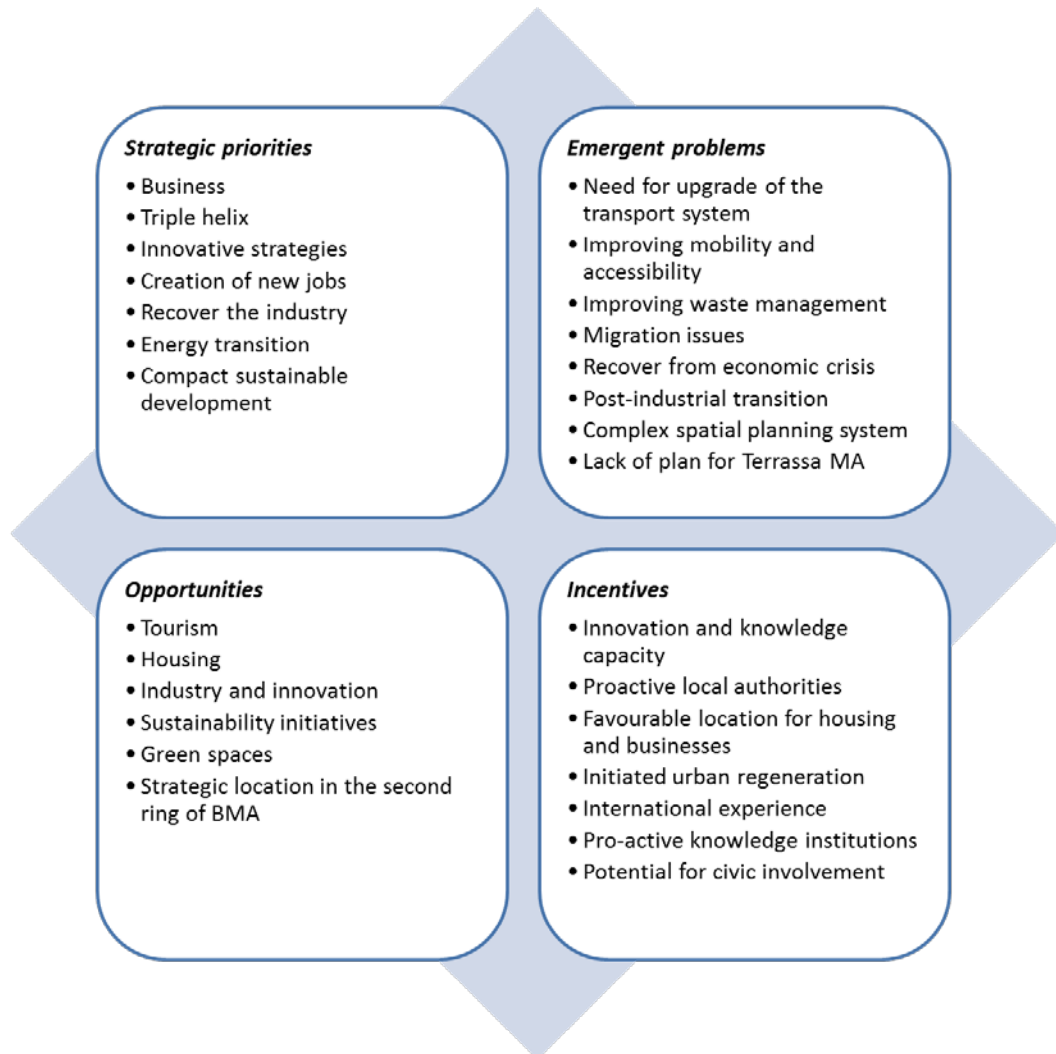 Strategic priorities
• Business
• Triple helix
• Innovative strategies
• Creation of new jobs
• Recover the industry
• Energy transition
• Compact sustainable
development
Emergent problems
• Need for upgrade of the
transport system
• Improving mobility and
accessibility
• Improving waste management
• Migration issues
• Recover from economic crisis
• Post-industrial transition
• Complex spatial planning system
• Lack of plan for Terrassa MA
Opportunities
• Tourism
• Housing
• Industry and innovation
• Sustainability initiatives
• Green spaces
• Strategic location in the second
ring of BMA
Incentives
• Innovation and knowledge
capacity
• Proactive local authorities
• Favourable location for housing
and businesses
• Initiated urban regeneration
• International experience
• Pro-active knowledge institutions
• Potential for civic involvement